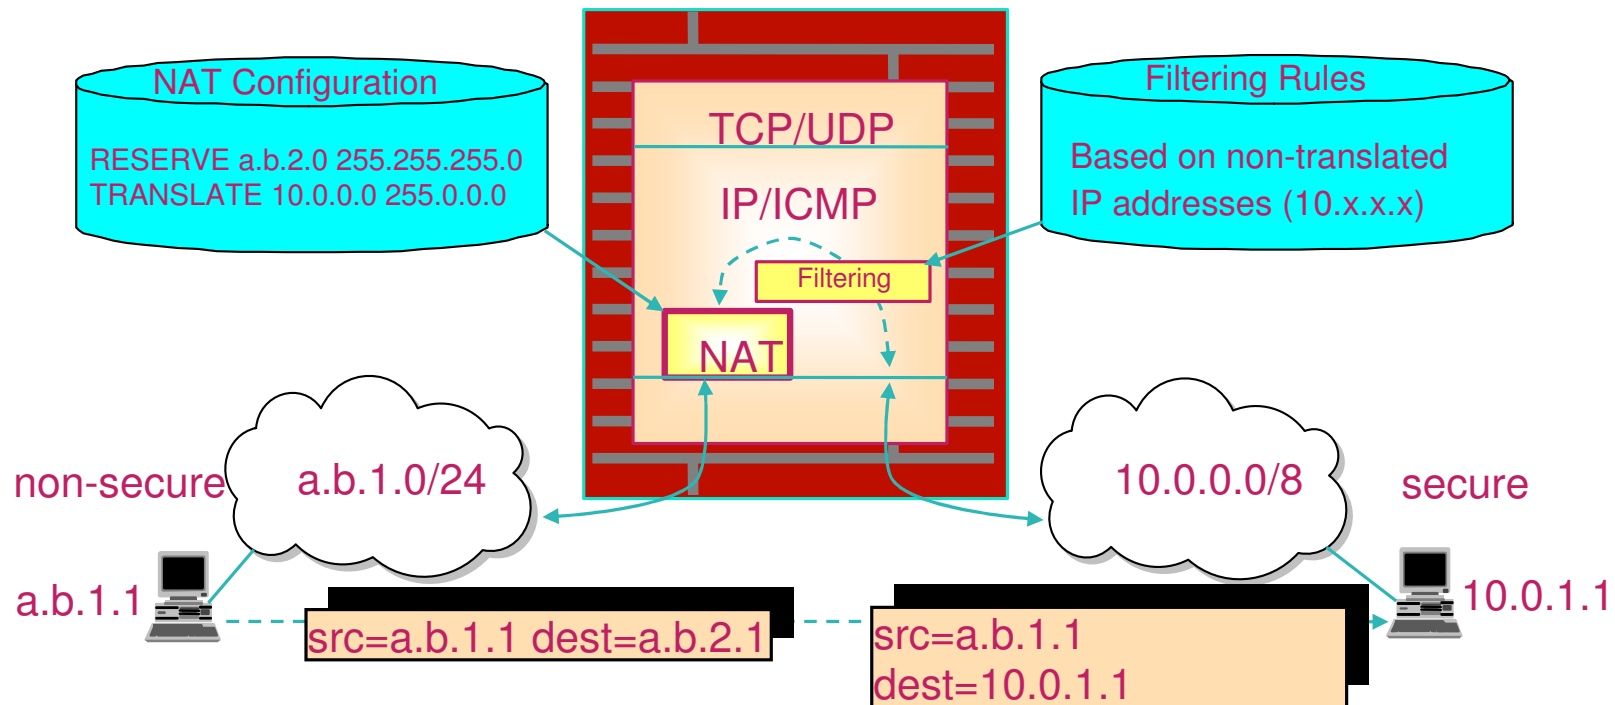 NAT Configuration
RESERVE a.b.2.0 255.255.255.0
TRANSLATE 10.0.0.0 255.0.0.0
TCP/UDP
IP/ICMP
Filtering
NAT
Filtering Rules
Based on non-translated
IP addresses (10.x.x.x)
non-secure
a.b.1.0/24
10.0.0.0/8
secure
a.b.1.1
10.0.1.1
src=a.b.1.1 dest=a.b.2.1
src=a.b.1.1
dest=10.0.1.1